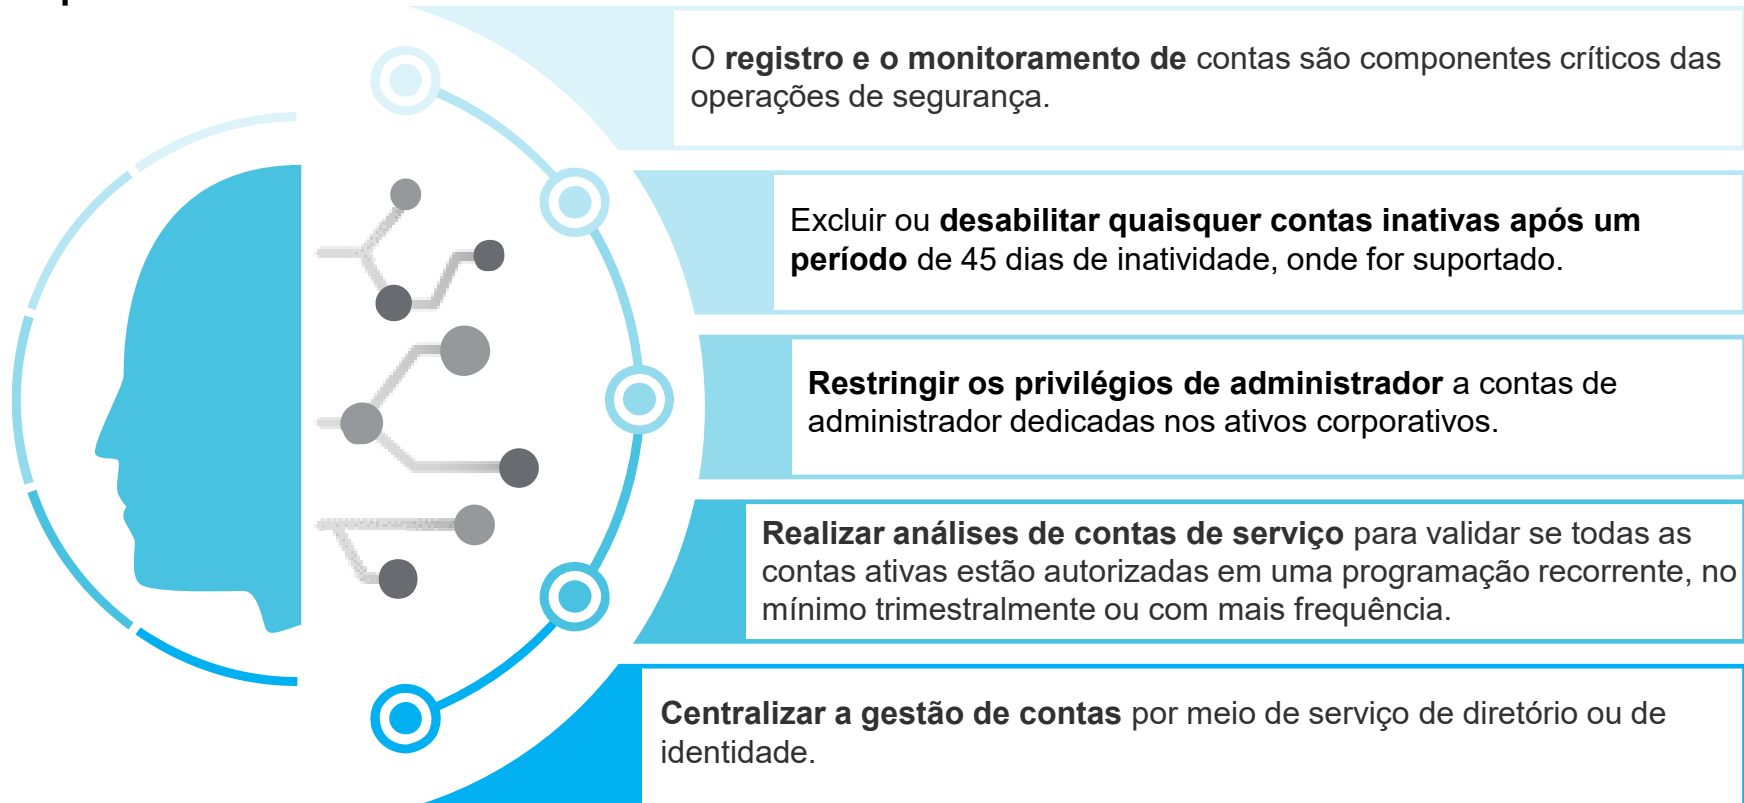 O registro e o monitoramento de contas são componentes críticos das
operações de segurança.
Excluir ou desabilitar quaisquer contas inativas após um
período de 45 dias de inatividade, onde for suportado.
Restringir os privilégios de administrador a contas de
administrador dedicadas nos ativos corporativos.
Realizar análises de contas de serviço para validar se todas as
contas ativas estão autorizadas em uma programação recorrente, no
mínimo trimestralmente ou com mais frequência.
Centralizar a gestão de contas por meio de serviço de diretório ou de
identidade.